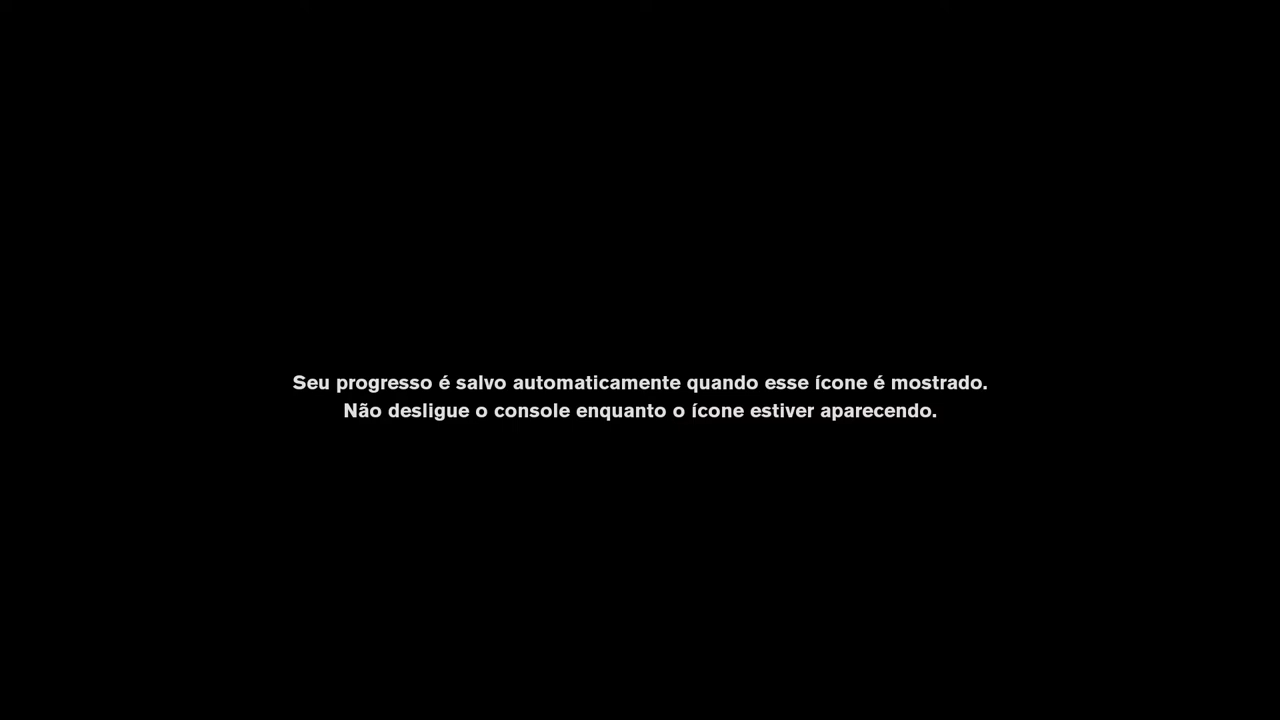 Seu progresso é salvo automaticamente quando esse ícone é mostrado.
Não desligue o console enquanto o ícone estiver aparecendo.